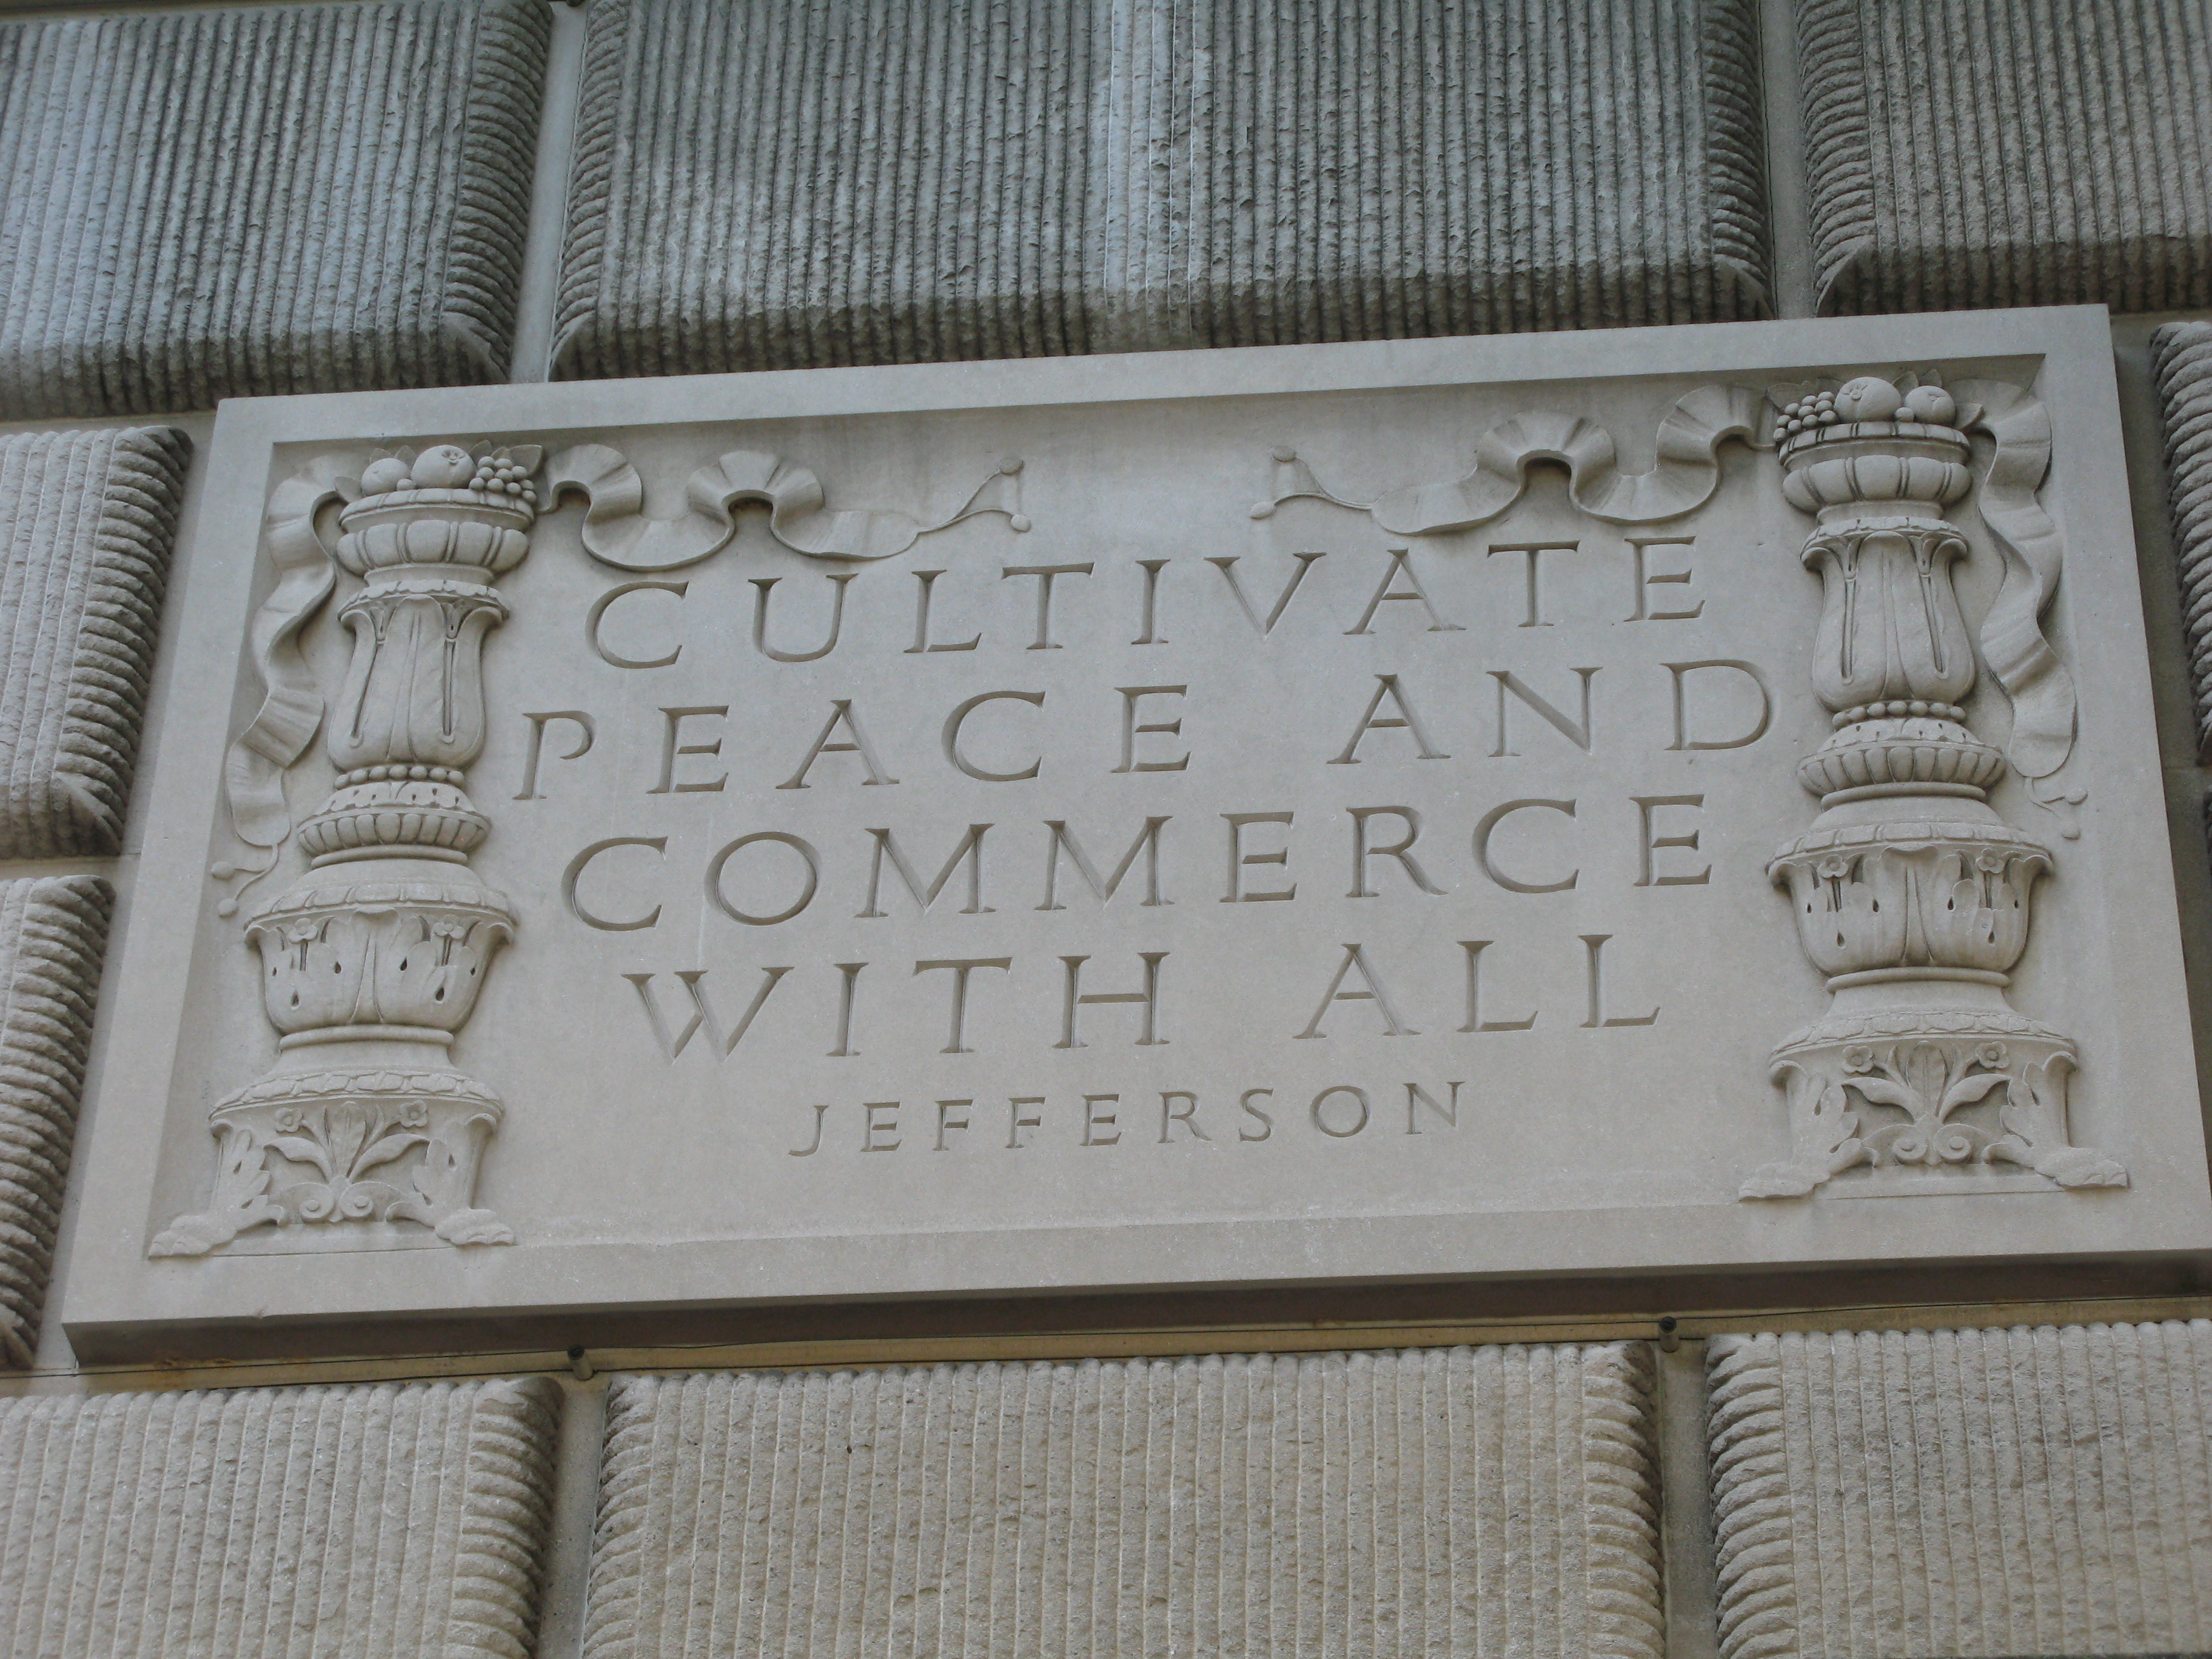 CULTIVATE
PEACE AND
COMMERCE
WITH ALL
JEFFERSON